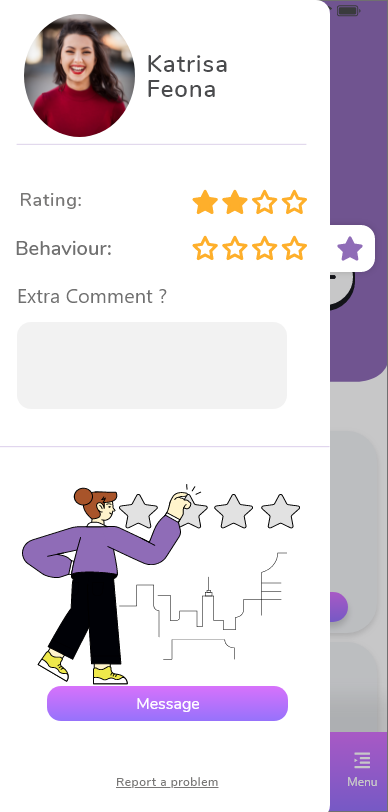 Katrisa
Feona
Rating:
Behaviour:
Extra Comment ?
Message
Report a problem
Menu